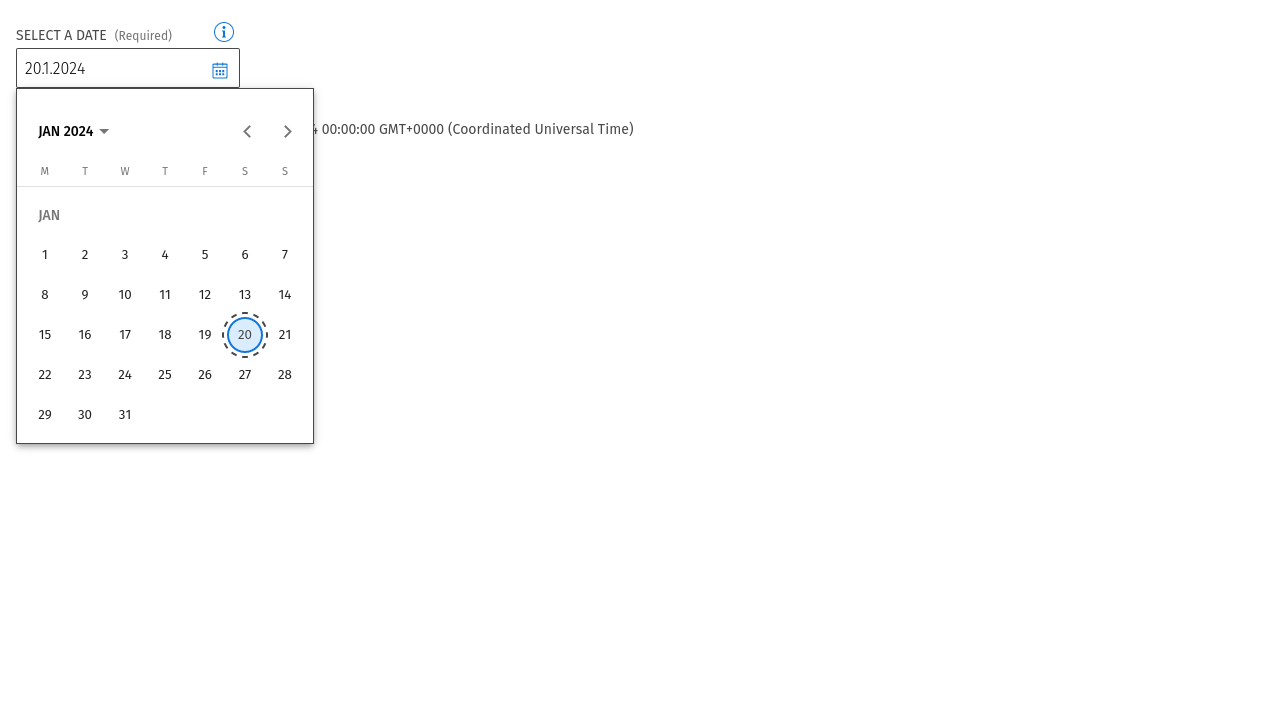 SELECT A DATE (Required)
20.1.2024
JAN 2024
00:00:00 GMT+0000 (Coordinated Universal Time)
M T W T F S S
JAN
1 2 3 4 5 6 7
8 9 10 11 12 13 14
15 16 17 18 19 20 21
22 23 24 25 26 27 28
29 30 31